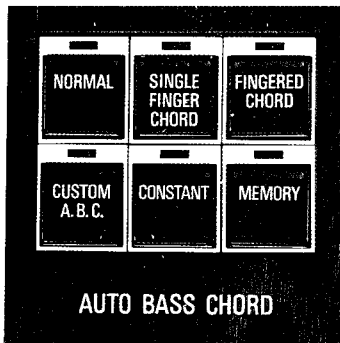 NORMAL
SINGLE
FINGER
CHORD
FINGERED
CHORD
CUSTOM
A.B.C.
CONSTANT
MEMORY
AUTO BASS CHORD